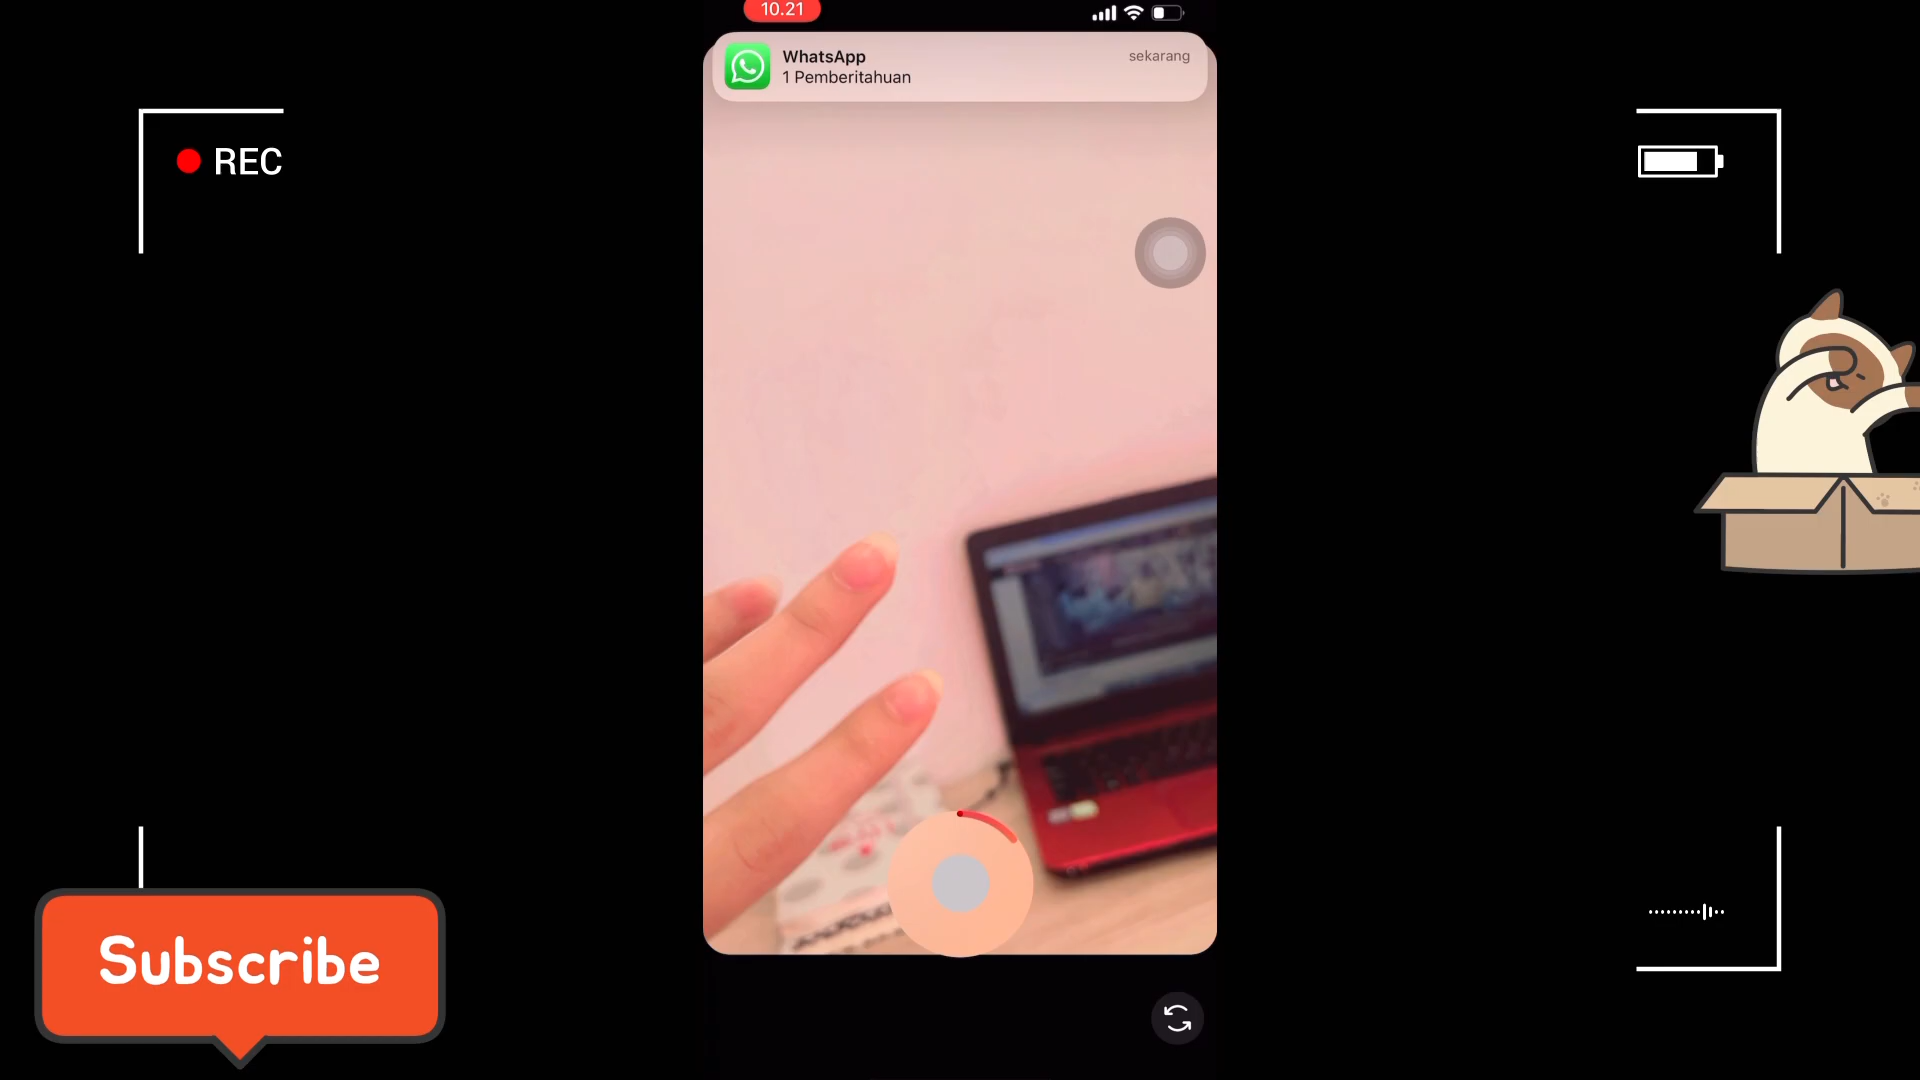 10.21
WhatsApp
sekarang
1 Pemberitahuan
REC
Subscribe